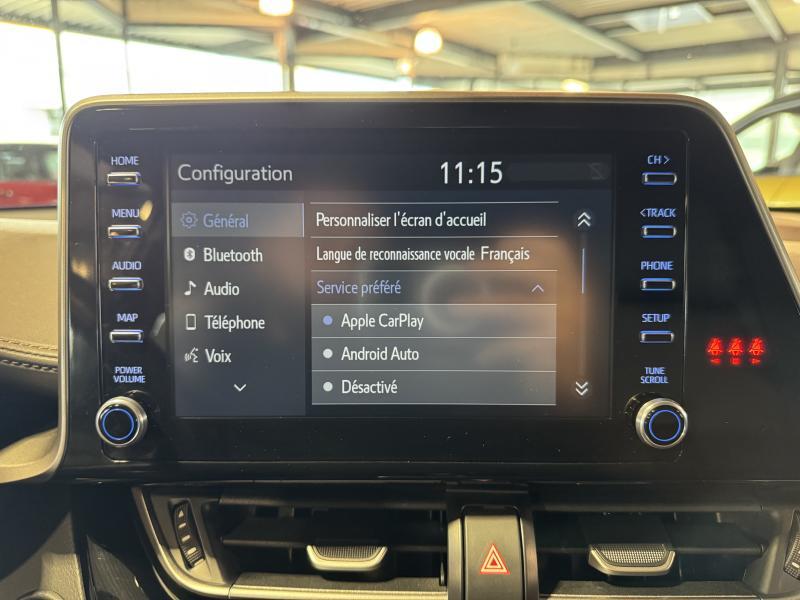 HOME
MENU
AUDIO
MAP
POWER
VOLUME
Configuration
11:15
Général
Bluetooth
Audio
Téléphone
Voix
Personnaliser l'écran d'accueil
Langue de reconnaissance vocale Français
Service préféré
Apple CarPlay
Android Auto
Désactivé
CH >
< TRACK
PHONE
SETUP
TUNE
SCROLL